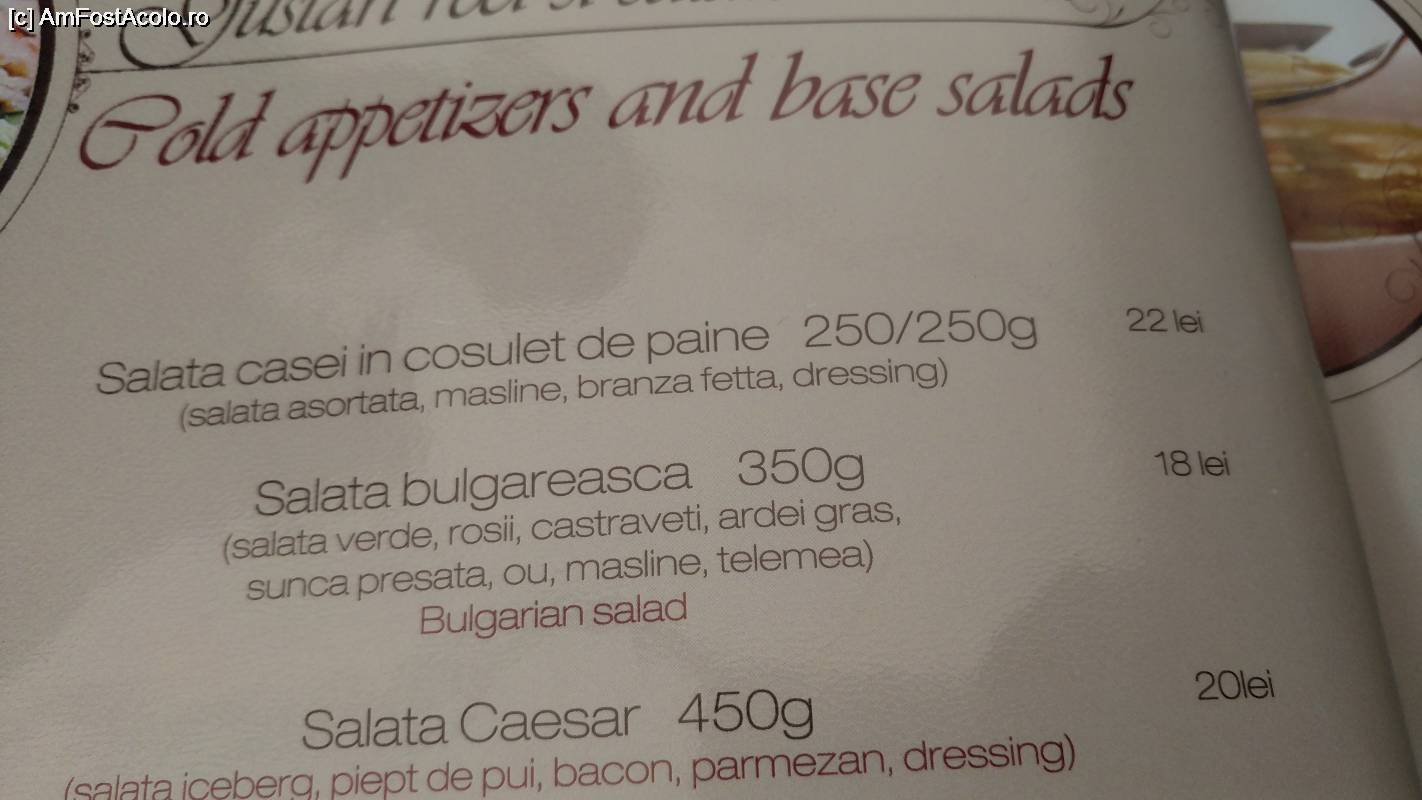 [c] AmFostAcolo.ro
Cold appetizers and base salads
Salata casei in cosulet de paine 250/250g 22 lei
(salata asortata, masline, branza fetta, dressing)
Salata bulgareasca 350g 18 lei
(salata verde, rosii, castraveti, ardei gras,
sunca presata, ou, masline, telemea)
Bulgarian salad
Salata Caesar 450g 20lei
(salata iceberg, piept de pui, bacon, parmezan, dressing)